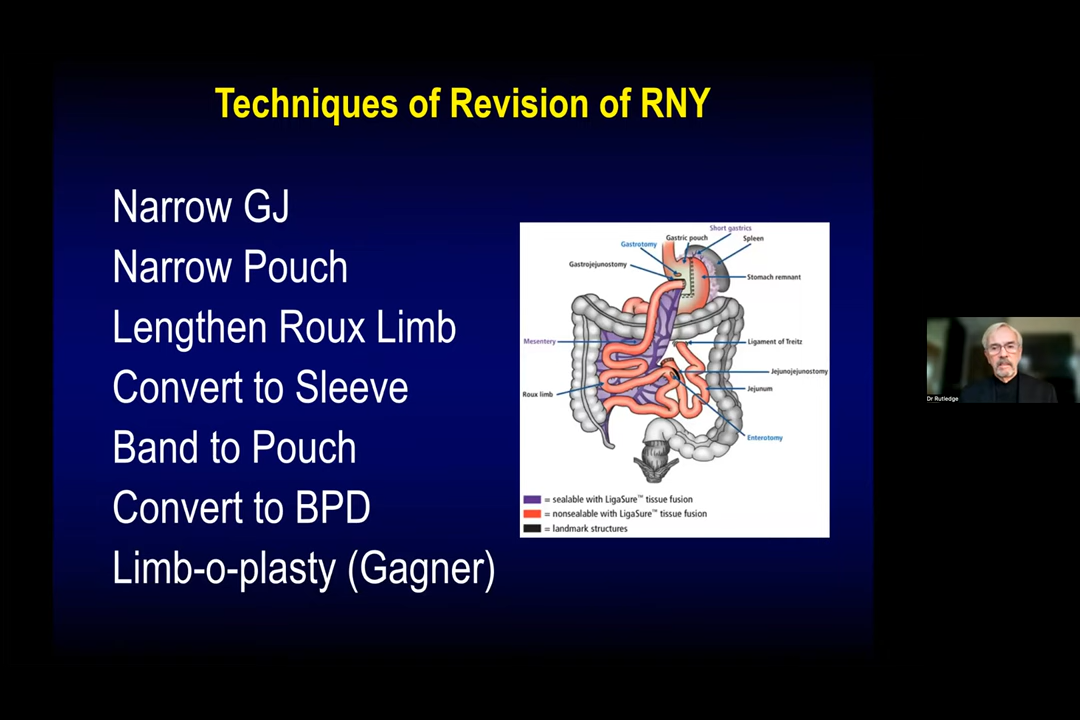 Techniques of Revision of RNY
Narrow GJ
Narrow Pouch
Lengthen Roux Limb
Convert to Sleeve
Band to Pouch
Convert to BPD
Limb-o-plasty (Gagner)
Short gastrics
Gastric pouch
Spleen
Gastrotomy
Gastrojejunostomy
Stomach remnant
Mesentery
Ligament of Treitz
Jejunojejunostomy
Jejunum
Roux limb
Enterotomy
= sealable with LigaSure™ tissue fusion
= nonsealable with LigaSure™ tissue fusion
= landmark structures
Dr Rutledge